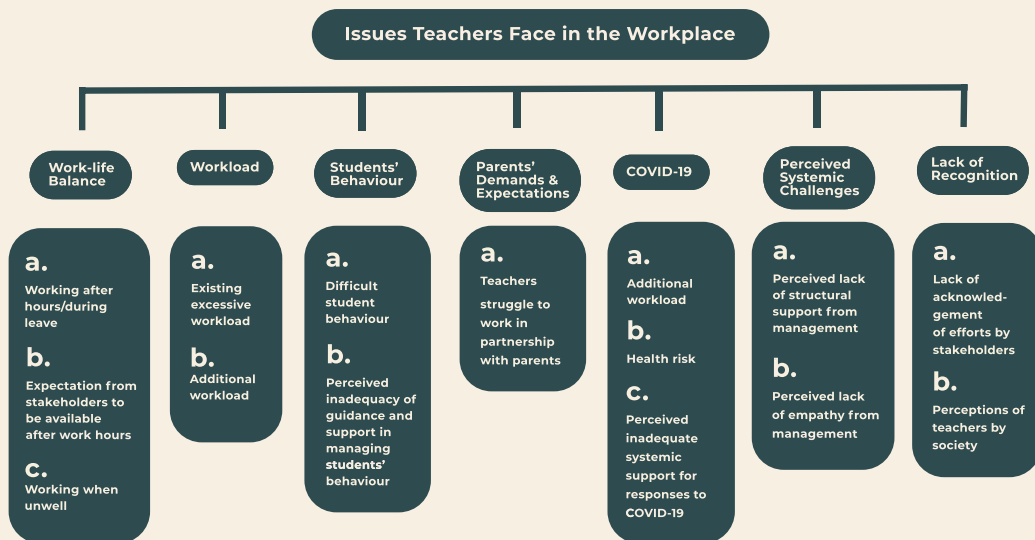 Issues Teachers Face in the Workplace
Work-life
Balance
a.
Working after
hours/during
leave
b.
Expectation from
stakeholders to
be available
after work hours
c.
Working when
unwell
Workload
a.
Existing
excessive
workload
b.
Additional
workload
Students’
Behaviour
a.
Difficult
student
behaviour
b.
Perceived
inadequacy of
guidance and
support in
managing
students’
behaviour
Parents’
Demands &
Expectations
a.
Teachers
struggle to
work in
partnership
with parents
COVID-19
a.
Additional
workload
b.
Health risk
c.
Perceived
inadequate
systemic
support for
responses to
COVID-19
Perceived
Systemic
Challenges
a.
Perceived lack
of structural
support from
management
b.
Perceived lack
of empathy from
management
Lack of
Recognition
a.
Lack of
acknowled-
gement
of efforts by
stakeholders
b.
Perceptions of
teachers by
society